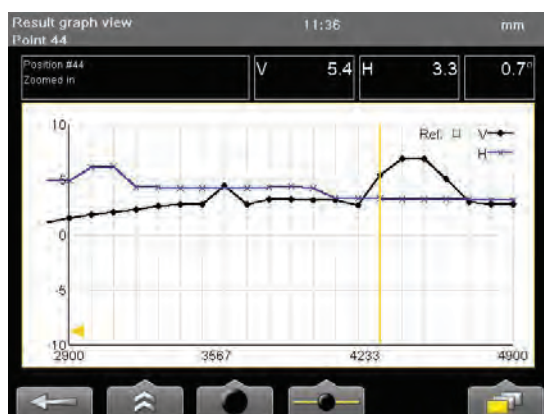 Result graph view 11:36 mm
Point 44
Position #44 V 5.4 H 3.3 0.7°
Zoomed in
10 Ref. V
H
5
0
-5
-10
2900 3567 4233 4900